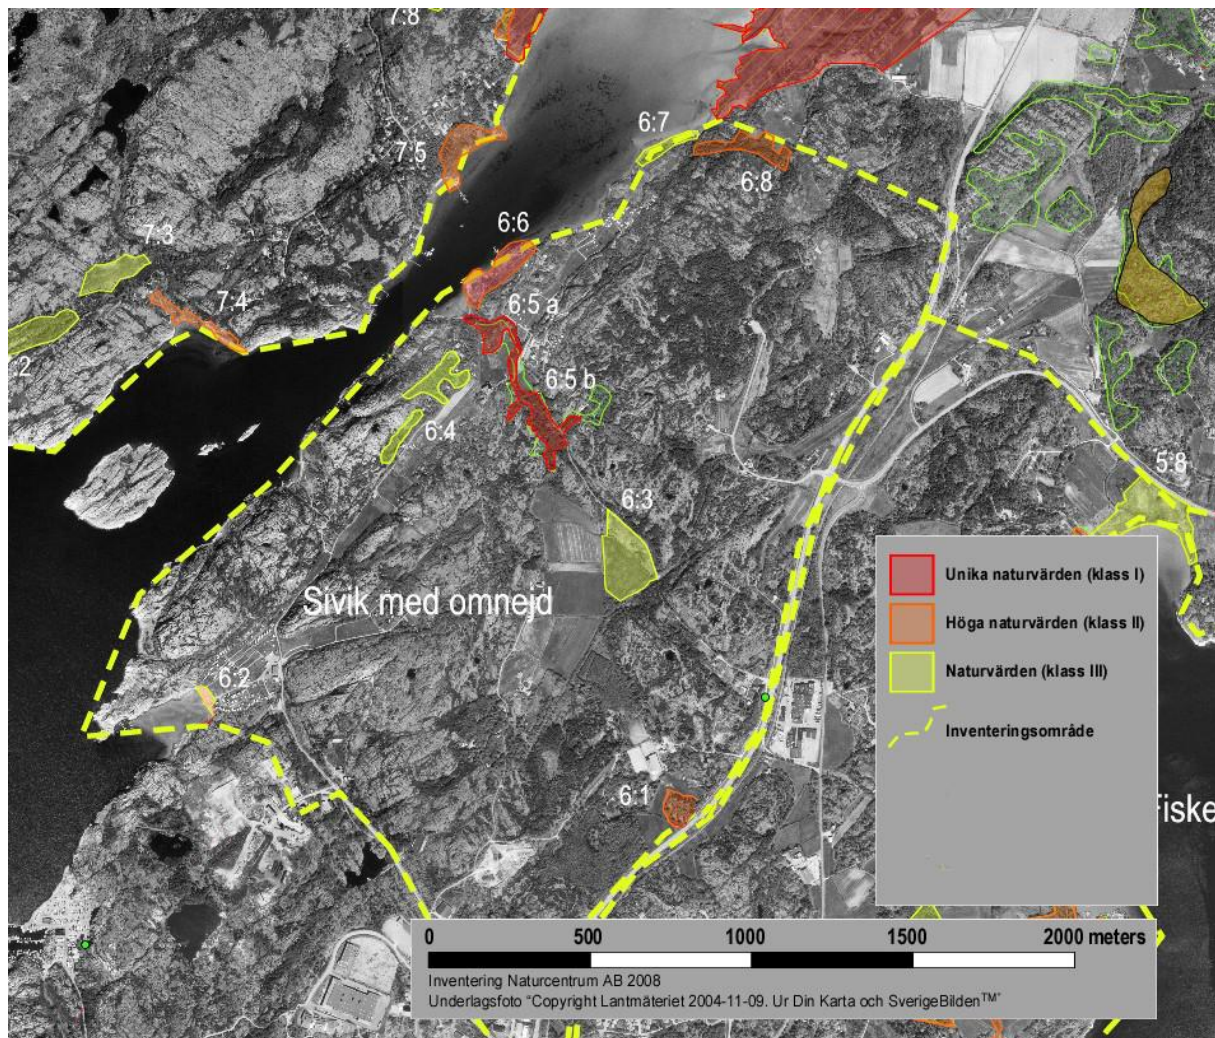 7:8
6:7
7:5
6:8
6:6
7:3
7:4
6:5 a
:2
6:5 b
6:4
5:8
6:3
Unika naturvärden (klass I)
Sivik med omnejd
Höga naturvärden (klass II)
Naturvärden (klass III)
6:2
Inventeringsområde
6:1
Fiske
0 500 1000 1500 2000 meters
Inventering Naturcentrum AB 2008
Underlagsfoto “Copyright Lantmäteriet 2004-11-09. Ur Din Karta och SverigeBilden™”